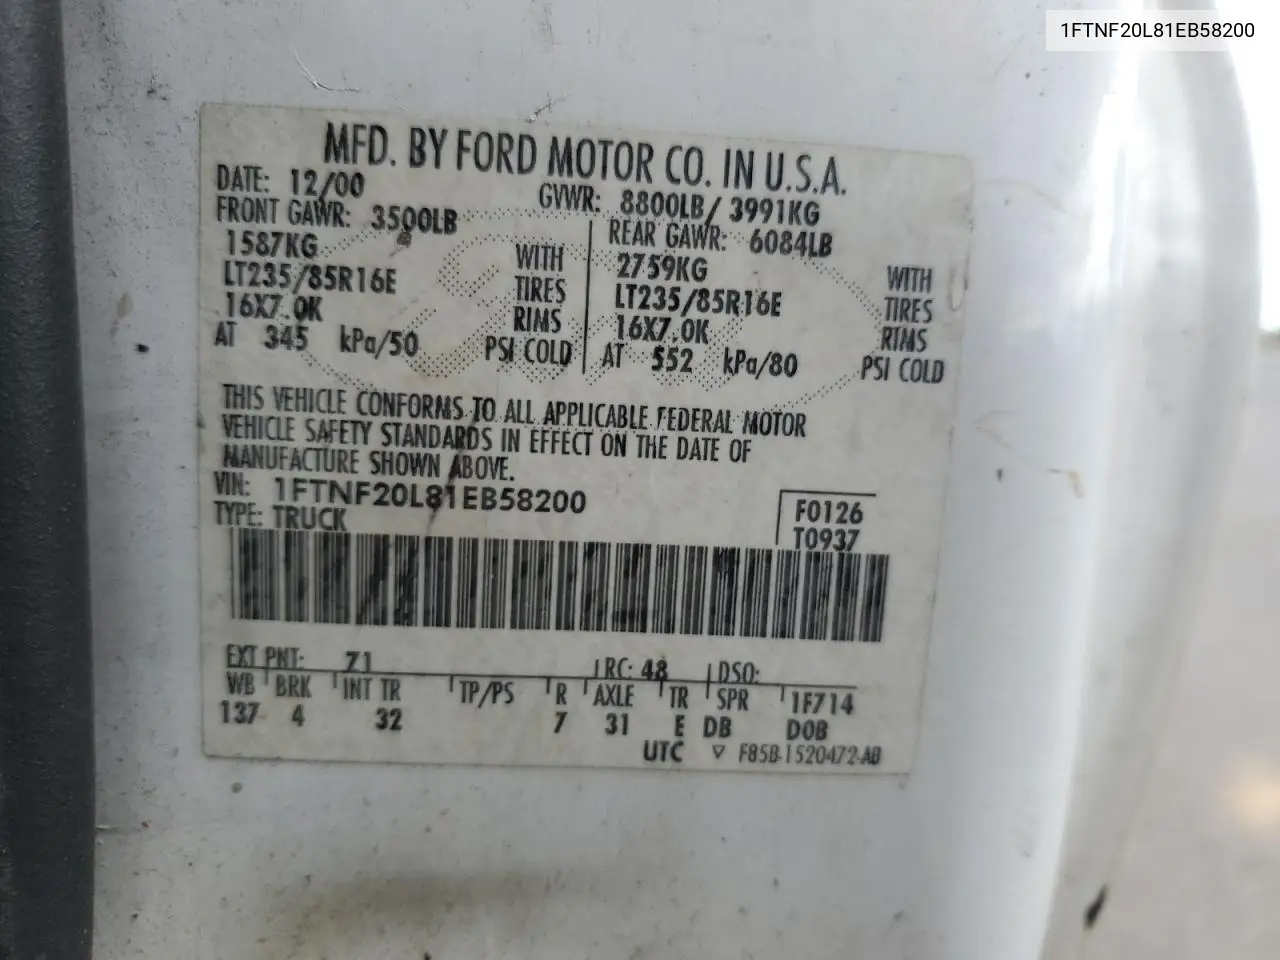 1FTNF20L81EB58200
MFD. BY FORD MOTOR CO. IN U.S.A.
DATE: 12/00 GVWR: 8800LB/ 3991KG
FRONT GAWR: 3500LB REAR GAWR: 6084LB
1587KG WITH 2759KG WITH
LT235/85R16E TIRES LT235/85R16E TIRES
16X7.0K RIMS 16X7.0K RIMS
AT 345 kPa/50 PSI COLD AT 552 kPa/80 PSI COLD
THIS VEHICLE CONFORMS TO ALL APPLICABLE FEDERAL MOTOR
VEHICLE SAFETY STANDARDS IN EFFECT ON THE DATE OF
MANUFACTURE SHOWN ABOVE.
VIN: 1FTNF20L81EB58200 F0126
TYPE: TRUCK T0937
EXT PNT: Z1 RC: 48 DSO:
WB BRK INT TR TP/PS R AXLE TR SPR 1F714
137 4 32 7 31 E DB DOB
UTC ▽ F85B-1520472-AB